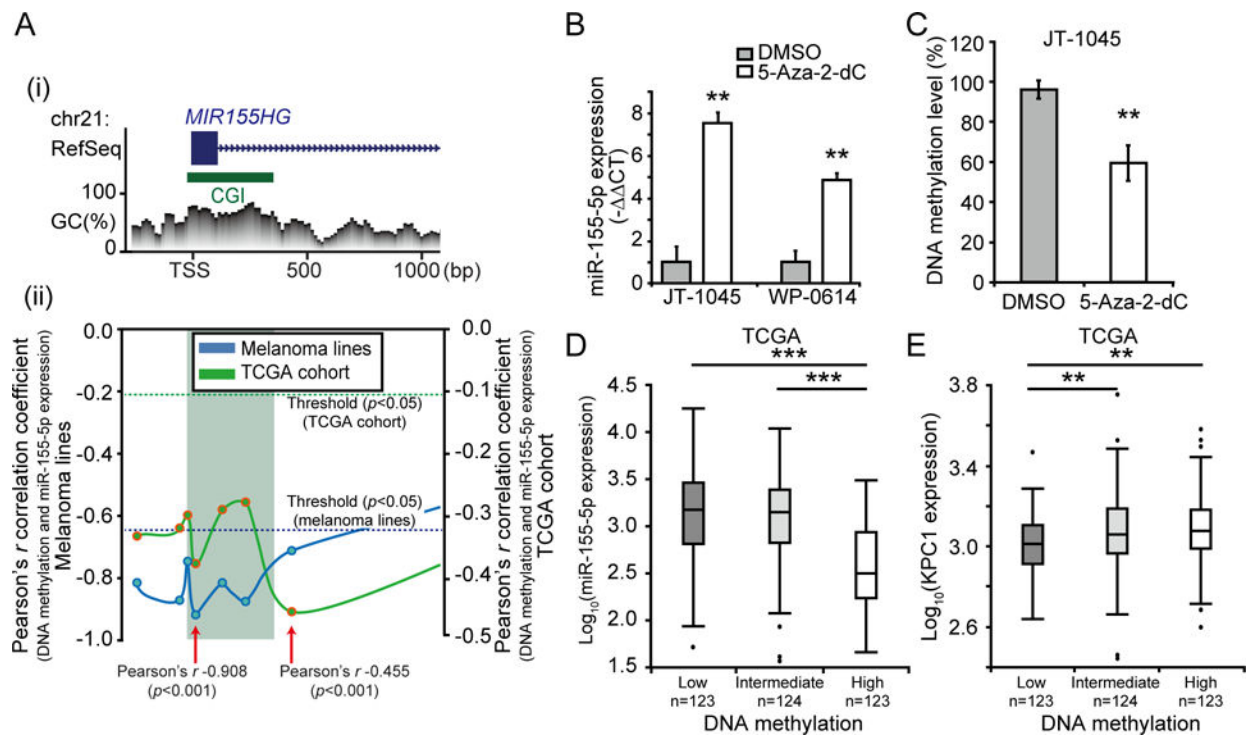 A
(i)
chr21:
MIR155HG
RefSeq
CGI
100
GC(%)
0
TSS 500 1000 (bp)
(ii)
0.0
-0.2
-0.4
-0.6
-0.8
-1.0
Pearson's r correlation coefficient
(DNA methylation and miR-155-5p expression)
Melanoma lines
Melanoma lines
TCGA cohort
Threshold (p<0.05)
(TCGA cohort)
Threshold (p<0.05)
(melanoma lines)
0.0
-0.1
-0.2
-0.3
-0.4
-0.5
Pearson's r correlation coefficient
(DNA methylation and miR-155-5p expression)
TCGA cohort
Pearson's r -0.908
(p<0.001)
Pearson's r -0.455
(p<0.001)
B
DMSO
5-Aza-2-dC
miR-155-5p expression
(-ΔΔCT)
8
6
4
2
0
**
**
JT-1045 WP-0614
C
JT-1045
DNA methylation level (%)
120
100
80
60
40
20
0
**
DMSO 5-Aza-2-dC
D
TCGA
***
***
Log10(miR-155-5p expression)
4.5
4.0
3.5
3.0
2.5
2.0
1.5
Low Intermediate High
n=123 n=124 n=123
DNA methylation
E
TCGA
**
**
Log10(KPC1 expression)
3.8
3.4
3.0
2.6
Low Intermediate High
n=123 n=124 n=123
DNA methylation